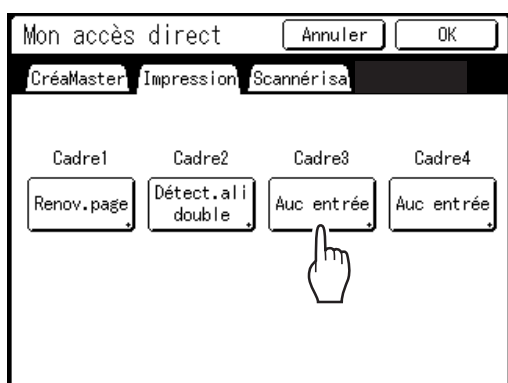 Mon accès direct Annuler OK
CréaMaster Impression Scannérisa
Cadre1 Cadre2 Cadre3 Cadre4
Renov.page Détect.ali double Auc entrée Auc entrée